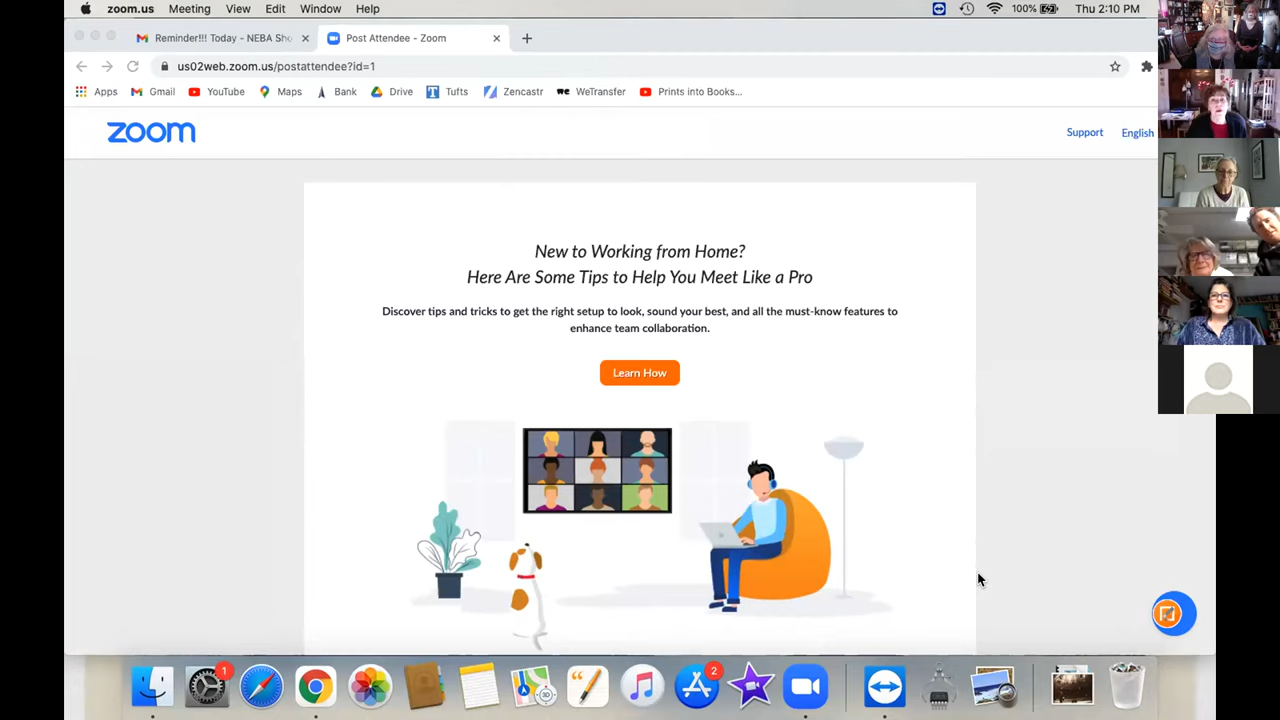 zoom.us Meeting View Edit Window Help 100% Thu 2:10 PM
Reminder!!! Today - NEBA Sho
Post Attendee - Zoom
us02web.zoom.us/postattendee?id=1
Apps Gmail YouTube Maps Bank Drive Tufts Zencastr WeTransfer Prints into Books...
zoom
Support English
New to Working from Home?
Here Are Some Tips to Help You Meet Like a Pro
Discover tips and tricks to get the right setup to look, sound your best, and all the must-know features to
enhance team collaboration.
Learn How
1
3D
2